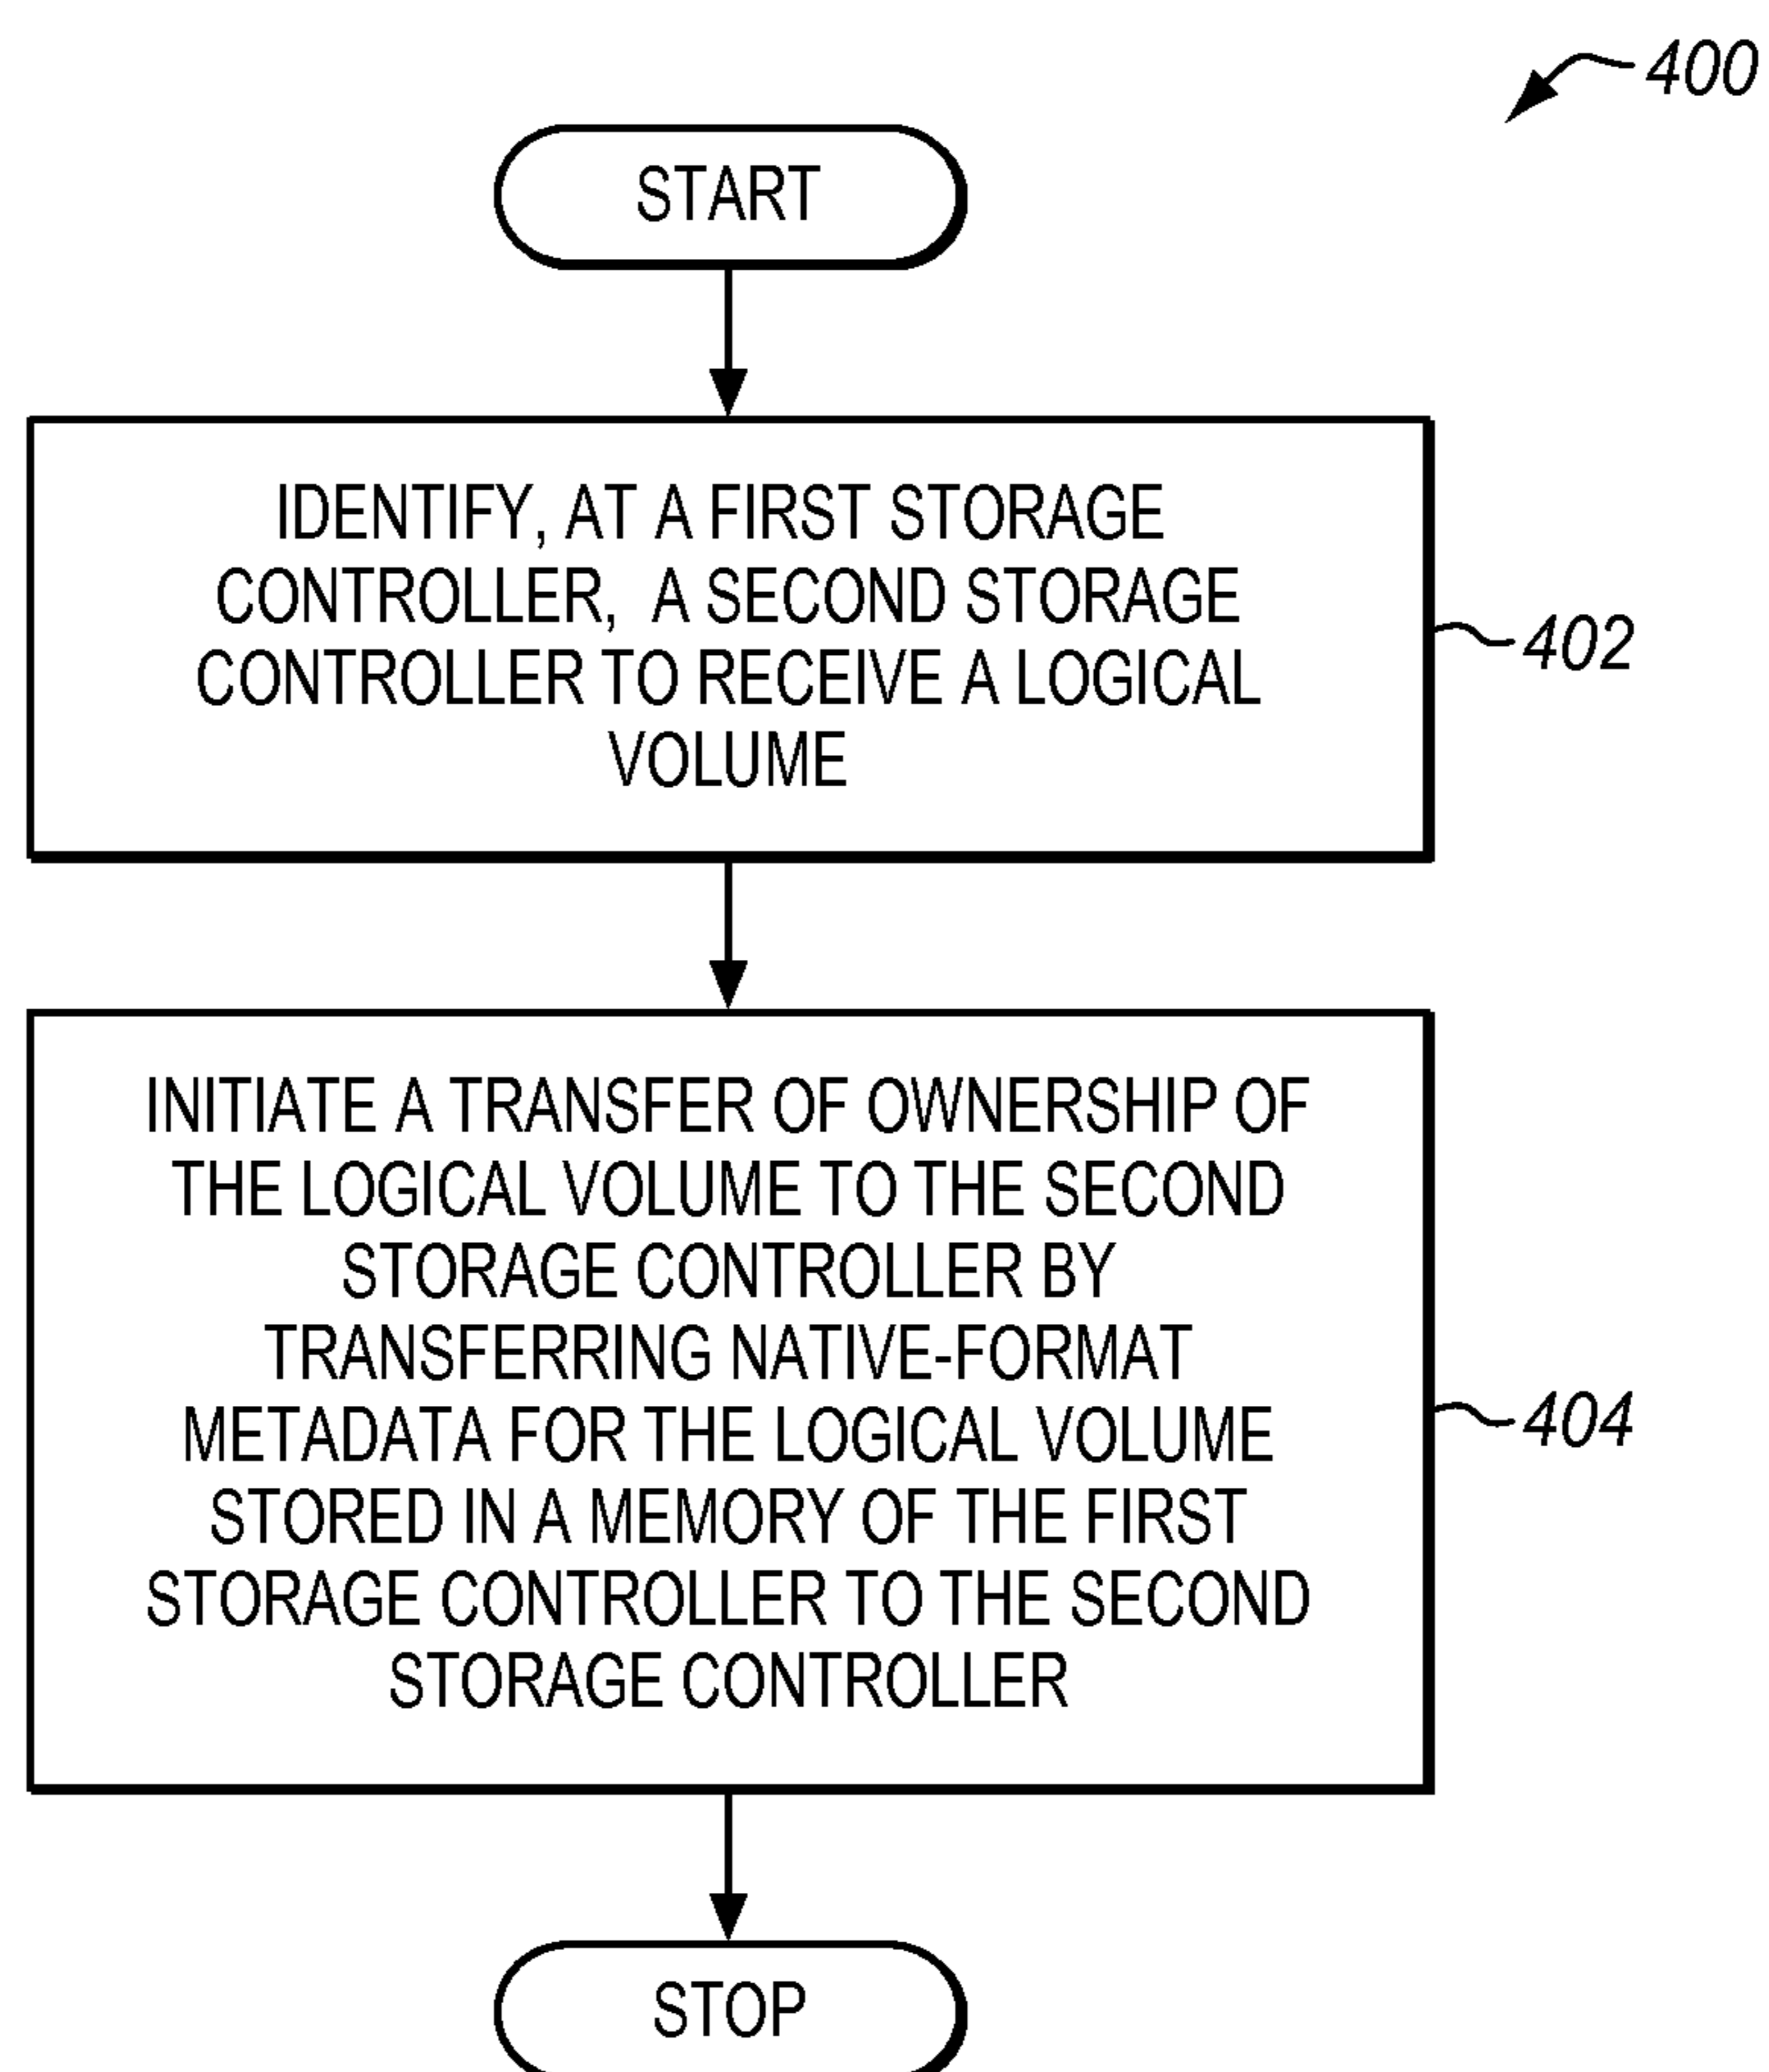 400
START
IDENTIFY, AT A FIRST STORAGE
CONTROLLER, A SECOND STORAGE
CONTROLLER TO RECEIVE A LOGICAL
VOLUME
402
INITIATE A TRANSFER OF OWNERSHIP OF
THE LOGICAL VOLUME TO THE SECOND
STORAGE CONTROLLER BY
TRANSFERRING NATIVE-FORMAT
METADATA FOR THE LOGICAL VOLUME
STORED IN A MEMORY OF THE FIRST
STORAGE CONTROLLER TO THE SECOND
STORAGE CONTROLLER
404
STOP